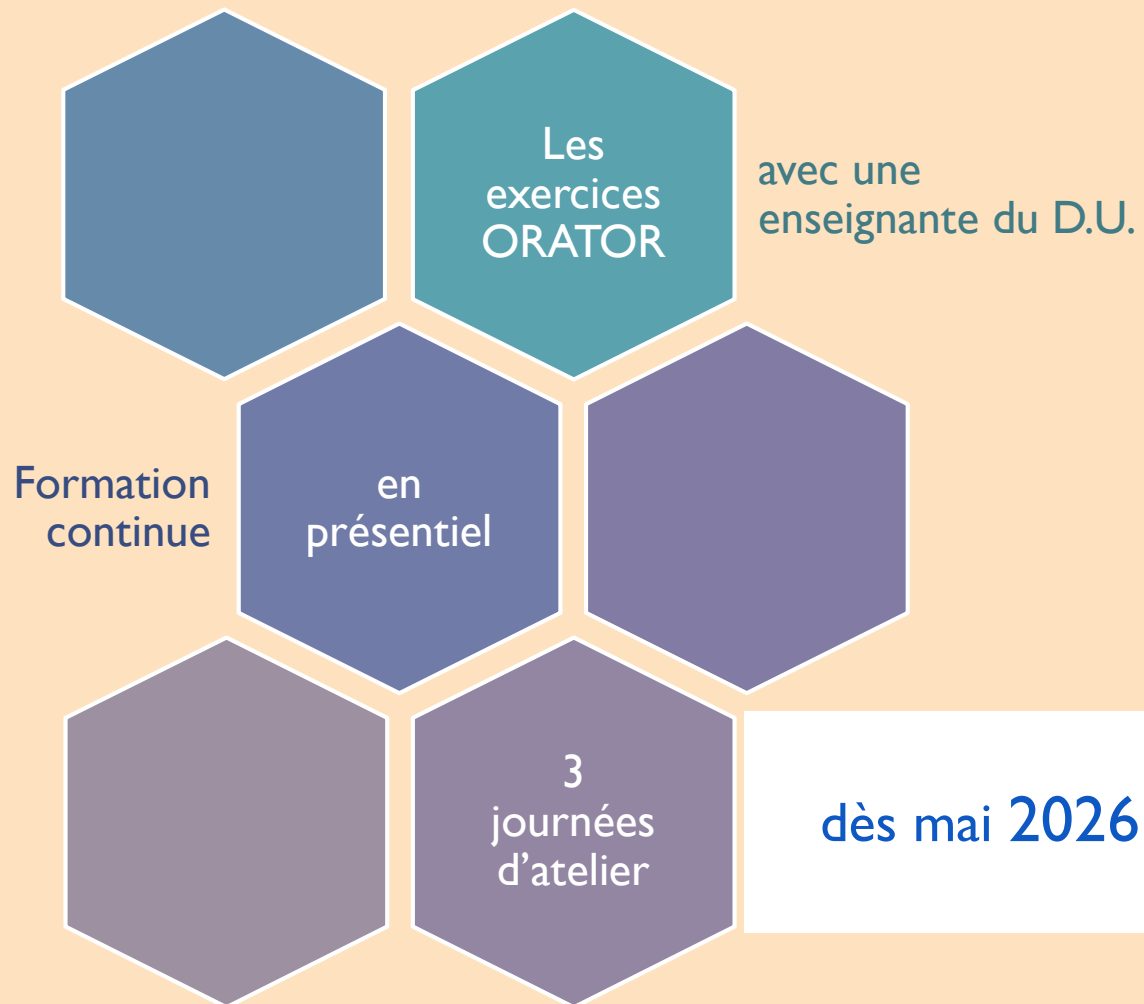 Les
exercices
ORATOR
avec une
enseignante du D.U.
Formation
continue
en
présentiel
3
journées
d’atelier
dès mai 2026